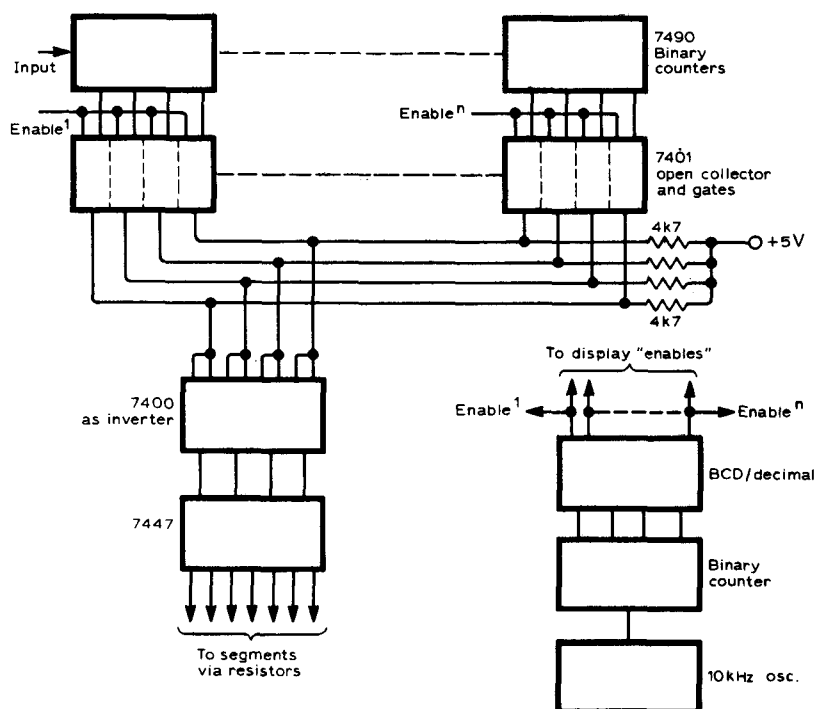 Input
7490
Binary
counters
Enable¹
Enableⁿ
7401
open collector
and gates
4k7
+5V
4k7
7400
as inverter
To display "enables"
Enable¹
Enableⁿ
BCD/decimal
7447
Binary
counter
To segments
via resistors
10kHz osc.